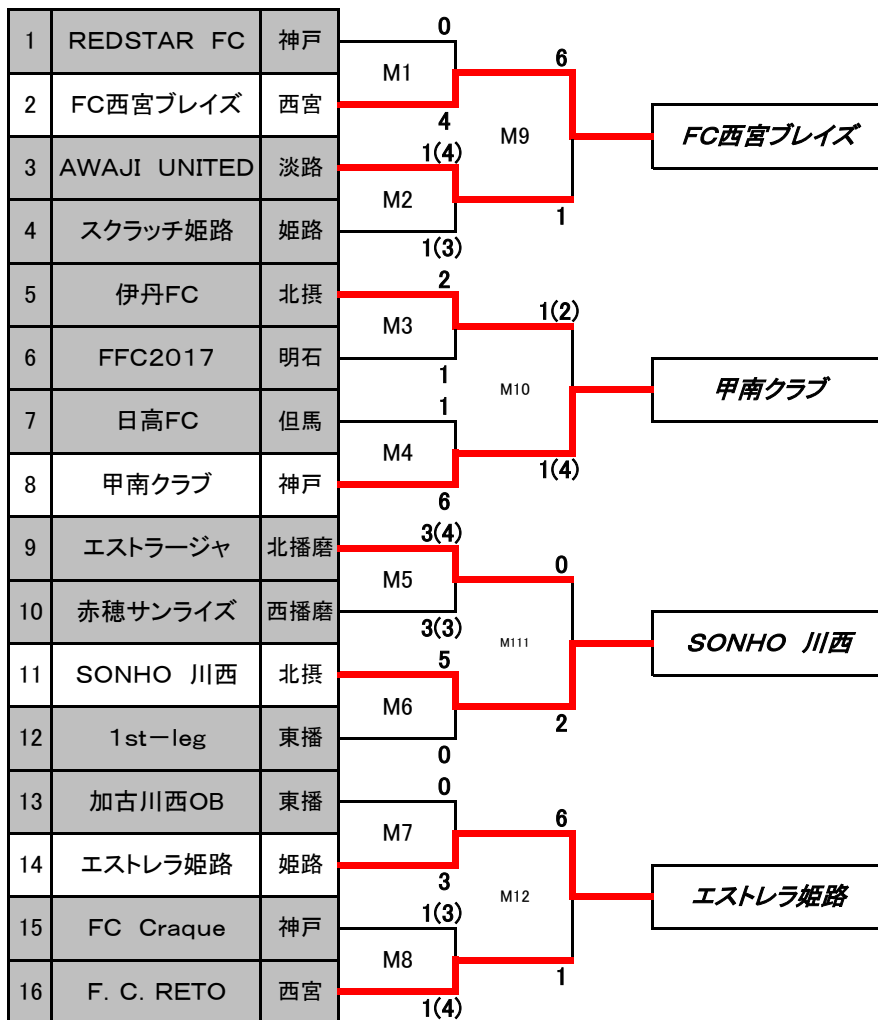 1 REDSTAR FC 神戸
2 FC西宮ブレイズ 西宮
3 AWAJI UNITED 淡路
4 スクラッチ姫路 姫路
5 伊丹FC 北摂
6 FFC2017 明石
7 日高FC 但馬
8 甲南クラブ 神戸
9 エストラージャ 北播磨
10 赤穂サンライズ 西播磨
11 SONHO 川西 北摂
12 1st－leg 東播
13 加古川西OB 東播
14 エストレラ姫路 姫路
15 FC Craque 神戸
16 F. C. RETO 西宮
0
M1
4
1(4)
M2
1(3)
2
M3
1
1
M4
6
3(4)
M5
3(3)
5
M6
0
0
M7
3
1(3)
M8
1(4)
6
M9
1
1(2)
M10
1(4)
0
M111
2
6
M12
1
FC西宮ブレイズ
甲南クラブ
SONHO 川西
エストレラ姫路